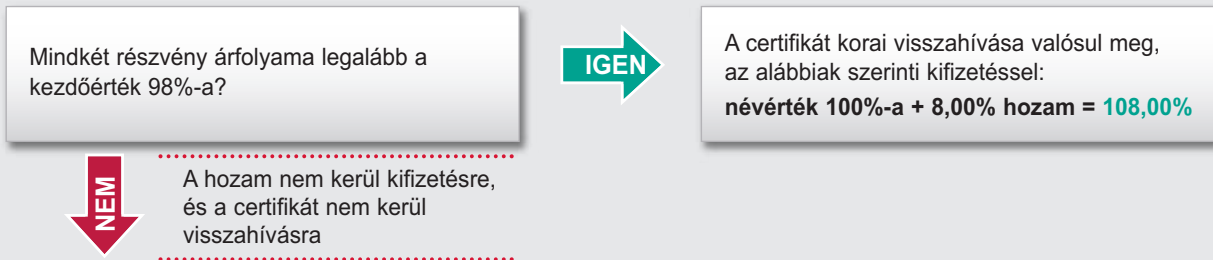 Mindkét részvény árfolyama legalább a
kezdőérték 98%-a?
IGEN
A certifikát korai visszahívása valósul meg,
az alábbiak szerinti kifizetéssel:
névérték 100%-a + 8,00% hozam = 108,00%
NEM
A hozam nem kerül kifizetésre,
és a certifikát nem kerül
visszahívásra